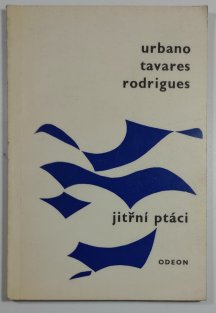 urbano
tavares
rodrigues
jitřní ptáci
ODEON